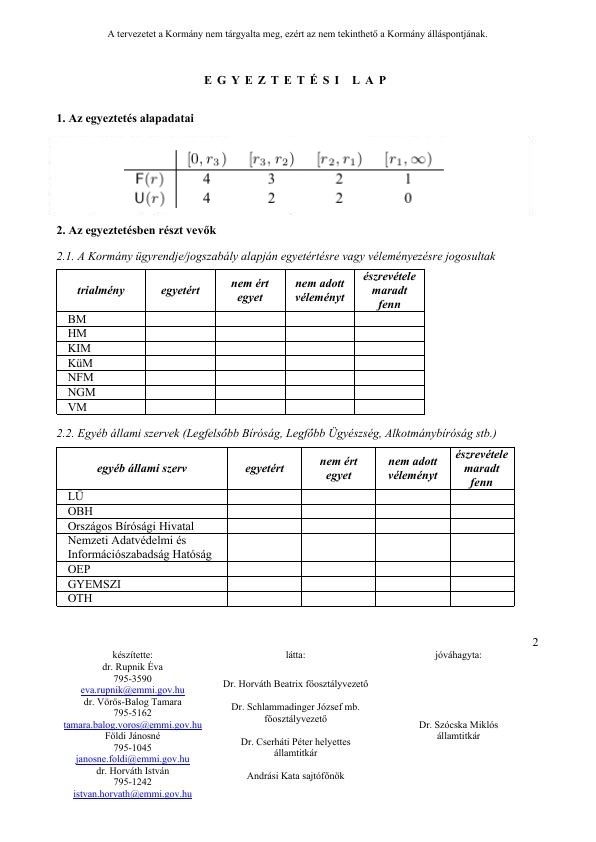 A tervezetet a Kormány nem tárgyalta meg, ezért az nem tekinthető a Kormány álláspontjának.
E G Y E Z T E T É S I L A P
1. Az egyeztetés alapadatai
[0, r₃) [r₃, r₂) [r₂, r₁) [r₁, ∞)
F(r) 4 3 2 1
U(r) 4 2 2 0
2. Az egyeztetésben részt vevők
2.1. A Kormány ügyrendje/jogszabály alapján egyetértésre vagy véleményezésre jogosultak
trialmény egyetért nem ért egyet nem adott véleményt észrevétele maradt fenn
BM
HM
KIM
KüM
NFM
NGM
VM
2.2. Egyéb állami szervek (Legfelsőbb Bíróság, Legfőbb Ügyészség, Alkotmánybíróság stb.)
egyéb állami szerv egyetért nem ért egyet nem adott véleményt észrevétele maradt fenn
LÜ
OBH
Országos Bírósági Hivatal
Nemzeti Adatvédelmi és
Információszabadság Hatóság
OEP
GYEMSZI
OTH
2
készítette:
dr. Rupnik Éva
795-3590
eva.rupnik@emmi.gov.hu
dr. Vörös-Balog Tamara
795-5162
tamara.balog.voros@emmi.gov.hu
Földi Jánosné
795-1045
janosne.foldi@emmi.gov.hu
dr. Horváth István
795-1242
istvan.horvath@emmi.gov.hu
látta:
Dr. Horváth Beatrix főosztályvezető
Dr. Schlammadinger József mb.
főosztályvezető
Dr. Cserháti Péter helyettes
államtitkár
Andrási Kata sajtófőnök
jóváhagyta:
Dr. Szócska Miklós
államtitkár